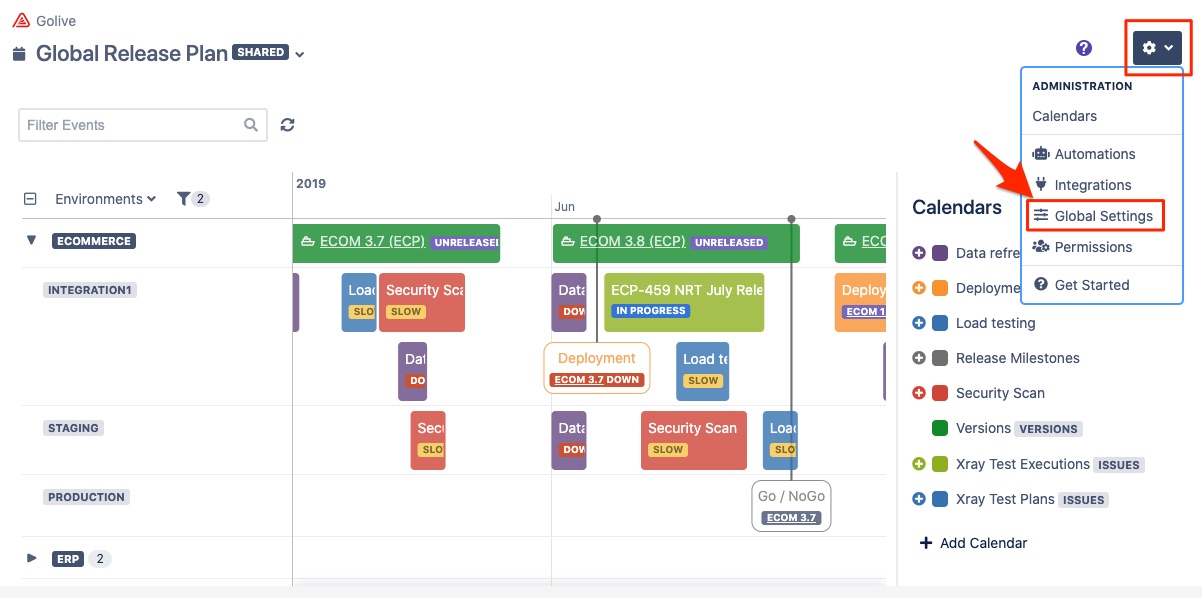 Golive
Global Release Plan SHARED
ADMINISTRATION
Calendars
Automations
Integrations
Global Settings
Permissions
Get Started
Filter Events
2019
Environments 2
Jun
ECOMMERCE
ECOM 3.7 (ECP) UNRELEASED
ECOM 3.8 (ECP) UNRELEASED
ECO
INTEGRATION1
Load
SLO
Security Sca
SLOW
Data
DOW
ECP-459 NRT July Rele
IN PROGRESS
Deploy
ECOM 1
Dat
DO
Deployment
ECOM 3.7 DOWN
Load te
SLOW
STAGING
Secu
SLO
Data
DOW
Security Scan
SLOW
Load
SLO
PRODUCTION
Go / NoGo
ECOM 3.7
ERP 2
Calendars
Data refre
Deployme
Load testing
Release Milestones
Security Scan
Versions VERSIONS
Xray Test Executions ISSUES
Xray Test Plans ISSUES
Add Calendar